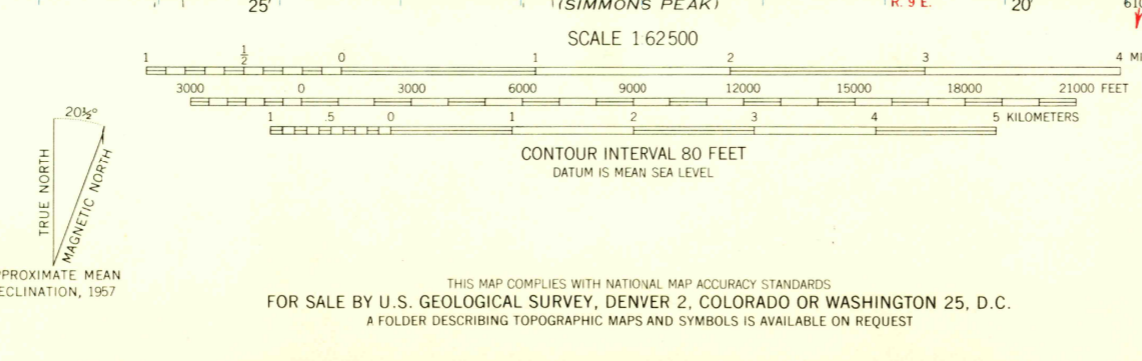 25' (SIMMONS PEAK) R. 9 E. 20'
SCALE 1:62500
1 ½ 0 1 2 3 4
3000 0 3000 6000 9000 12000 15000 18000 21000 FEET
1 .5 0 1 2 3 4 5 KILOMETERS
CONTOUR INTERVAL 80 FEET
DATUM IS MEAN SEA LEVEL
20½°
TRUE NORTH
MAGNETIC NORTH
PROXIMATE MEAN
ECLINATION, 1957
THIS MAP COMPLIES WITH NATIONAL MAP ACCURACY STANDARDS
FOR SALE BY U.S. GEOLOGICAL SURVEY, DENVER 2, COLORADO OR WASHINGTON 25, D.C.
A FOLDER DESCRIBING TOPOGRAPHIC MAPS AND SYMBOLS IS AVAILABLE ON REQUEST